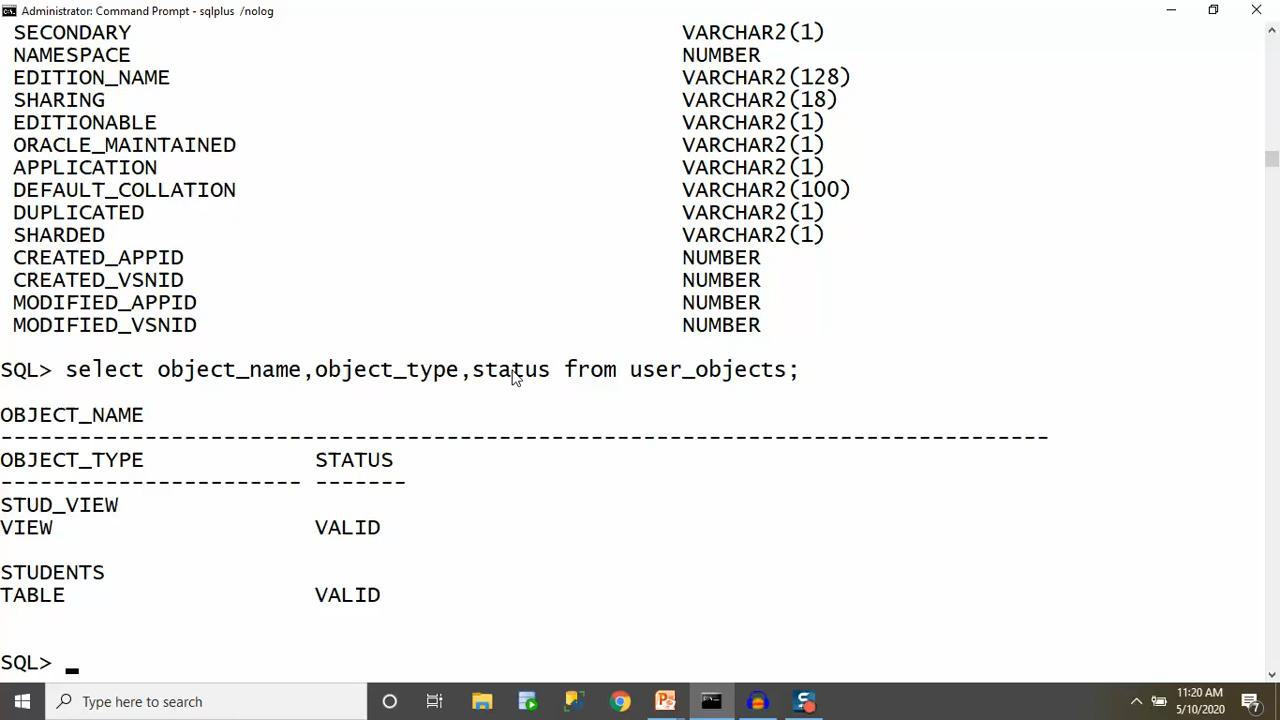 Administrator: Command Prompt - sqlplus /nolog
SECONDARY VARCHAR2(1)
NAMESPACE NUMBER
EDITION_NAME VARCHAR2(128)
SHARING VARCHAR2(18)
EDITIONABLE VARCHAR2(1)
ORACLE_MAINTAINED VARCHAR2(1)
APPLICATION VARCHAR2(1)
DEFAULT_COLLATION VARCHAR2(100)
DUPLICATED VARCHAR2(1)
SHARDED VARCHAR2(1)
CREATED_APPID NUMBER
CREATED_VSNID NUMBER
MODIFIED_APPID NUMBER
MODIFIED_VSNID NUMBER
SQL> select object_name,object_type,status from user_objects;
OBJECT_NAME
--------------------------------------------------------------------------------
OBJECT_TYPE STATUS
----------------------- -------
STUD_VIEW
VIEW VALID
STUDENTS
TABLE VALID
SQL> _
Type here to search
11:20 AM
5/10/2020
7